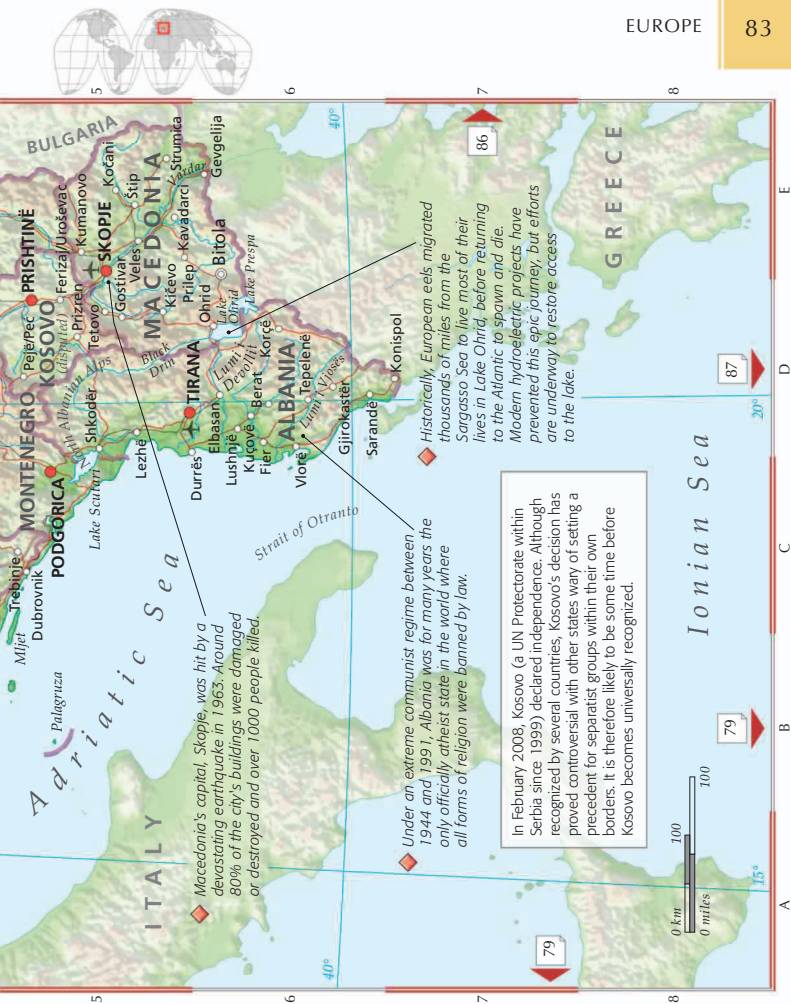 EUROPE
83
5
6
7
8
BULGARIA
PRISHTINË
Pejë/Peć
KOSOVO
(disputed)
Ferizaj/Uroševac
Prizren
Kumanovo
SKOPJE
Tetovo
Gostivar
Veles
Kočani
Štip
MACEDONIA
Strumica
Vardar
Gevgelija
Kavadarci
Kičevo
Prilep
Bitola
Ohrid
Lake
Ohrid
Lake Prespa
MONTENEGRO
North Albanian Alps
Trebinje
Dubrovnik
Mljet
PODGORICA
Lake Scutari
Shkodër
Lezhë
Black
Drin
TIRANA
Durrës
Elbasan
Lumi i
Devollit
Lushnjë
Kuçovë
Berat
Korçë
Fier
ALBANIA
Tepelenë
Vlorë
Lumi i Vjosës
Gjirokastër
Sarandë
Konispol
Palagruza
Adriatic Sea
Strait of Otranto
ITALY
GREECE
Ionian Sea
40°
40°
20°
15°
Macedonia's capital, Skopje, was hit by a
devastating earthquake in 1963. Around
80% of the city's buildings were damaged
or destroyed and over 1000 people killed.
Under an extreme communist regime between
1944 and 1991, Albania was for many years the
only officially atheist state in the world where
all forms of religion were banned by law.
Historically, European eels migrated
thousands of miles from the
Sargasso Sea to live most of their
lives in Lake Ohrid, before returning
to the Atlantic to spawn and die.
Modern hydroelectric projects have
prevented this epic journey, but efforts
are underway to restore access
to the lake.
In February 2008, Kosovo (a UN Protectorate within
Serbia since 1999) declared independence. Although
recognized by several countries, Kosovo's decision has
proved controversial with other states wary of setting a
precedent for separatist groups within their own
borders. It is therefore likely to be some time before
Kosovo becomes universally recognized.
0 km
100
0 miles
100
79
79
87
86
5
6
7
8
A
B
C
D
E